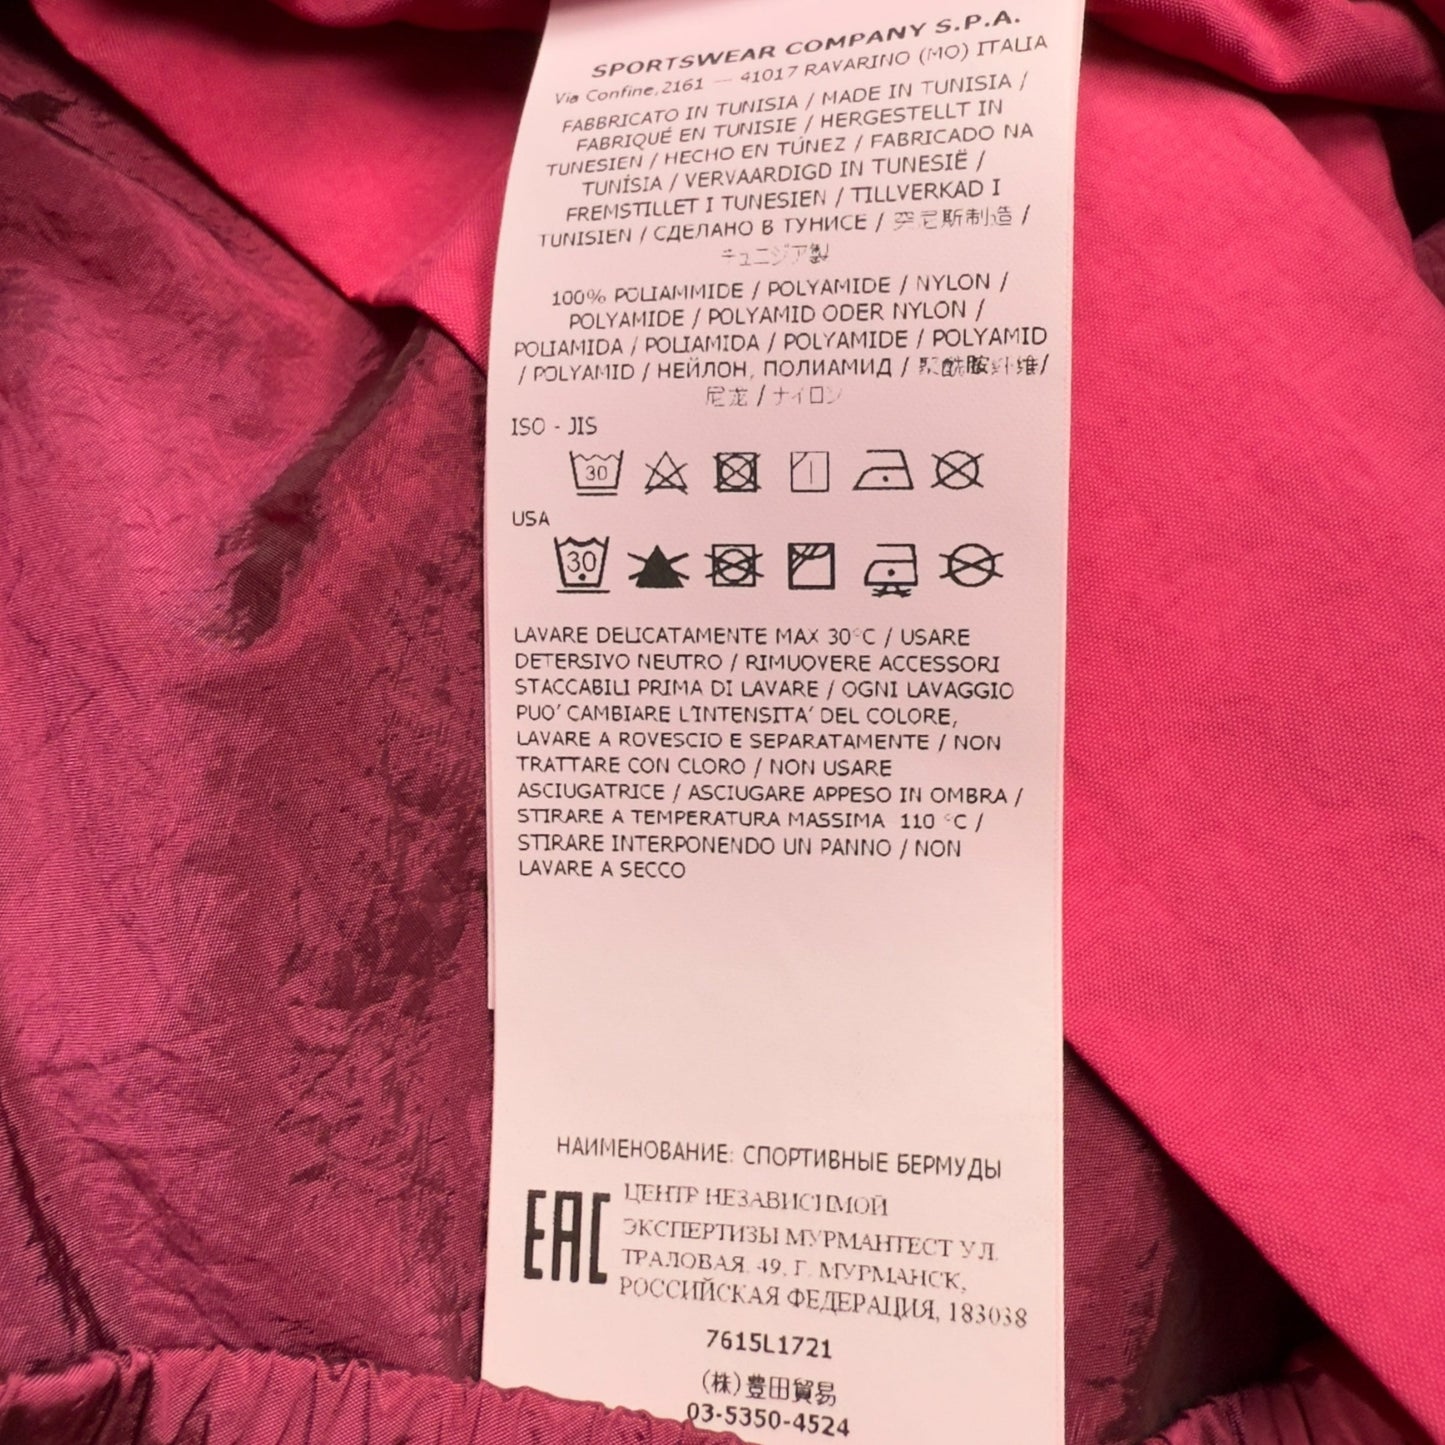 SPORTSWEAR COMPANY S.P.A.
Via Confine,2161 — 41017 RAVARINO (MO) ITALIA
FABBRICATO IN TUNISIA / MADE IN TUNISIA /
FABRIQUÉ EN TUNISIE / HERGESTELLT IN
TUNESIEN / HECHO EN TÚNEZ / FABRICADO NA
TUNÍSIA / VERVAARDIGD IN TUNESIË /
FREMSTILLET I TUNESIEN / TILLVERKAD I
TUNISIEN / СДЕЛАНО В ТУНИСЕ / 突尼斯制造 /
チュニジア製
100% POLIAMMIDE / POLYAMIDE / NYLON /
POLYAMIDE / POLYAMID ODER NYLON /
POLIAMIDA / POLIAMIDA / POLYAMIDE / POLYAMID
/ POLYAMID / НЕЙЛОН, ПОЛИАМИД / 聚酰胺纤维/
尼龙 / ナイロン
ISO - JIS
30
USA
30
LAVARE DELICATAMENTE MAX 30°C / USARE
DETERSIVO NEUTRO / RIMUOVERE ACCESSORI
STACCABILI PRIMA DI LAVARE / OGNI LAVAGGIO
PUO' CAMBIARE L'INTENSITA' DEL COLORE,
LAVARE A ROVESCIO E SEPARATAMENTE / NON
TRATTARE CON CLORO / NON USARE
ASCIUGATRICE / ASCIUGARE APPESO IN OMBRA /
STIRARE A TEMPERATURA MASSIMA 110 °C /
STIRARE INTERPONENDO UN PANNO / NON
LAVARE A SECCO
НАИМЕНОВАНИЕ: СПОРТИВНЫЕ БЕРМУДЫ
EAC
ЦЕНТР НЕЗАВИСИМОЙ
ЭКСПЕРТИЗЫ МУРМАНТЕСТ УЛ.
ТРАЛОВАЯ, 49, Г. МУРМАНСК,
РОССИЙСКАЯ ФЕДЕРАЦИЯ, 183038
7615L1721
(株)豊田貿易
03-5350-4524